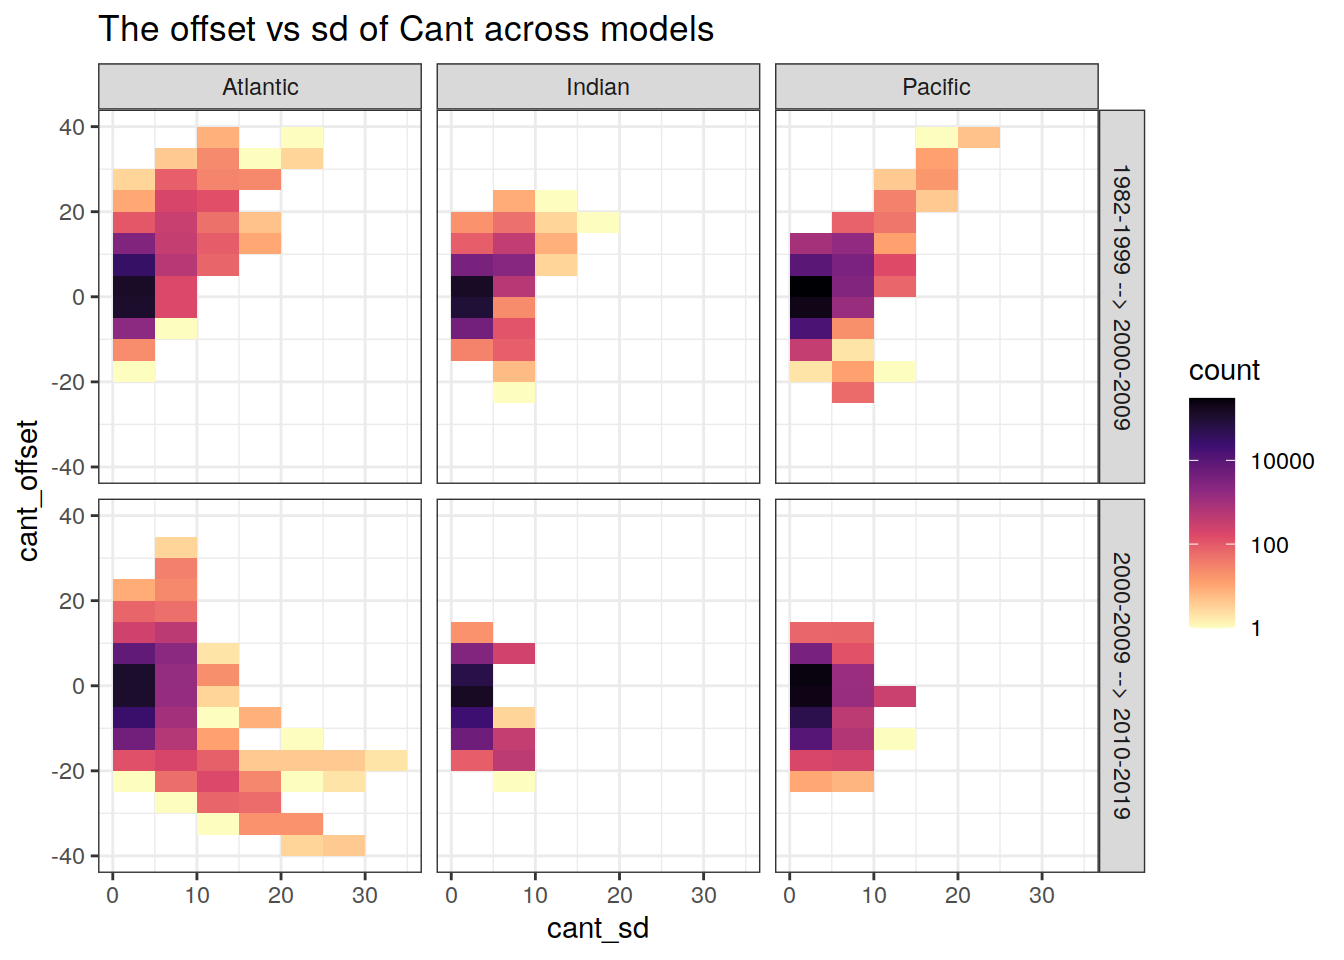 The offset vs sd of Cant across models
Atlantic
Indian
Pacific
40
20
0
-20
-40
1982-1999 --> 2000-2009
40
20
0
-20
-40
2000-2009 --> 2010-2019
cant_offset
0 10 20 30
0 10 20 30
0 10 20 30
cant_sd
count
10000
100
1